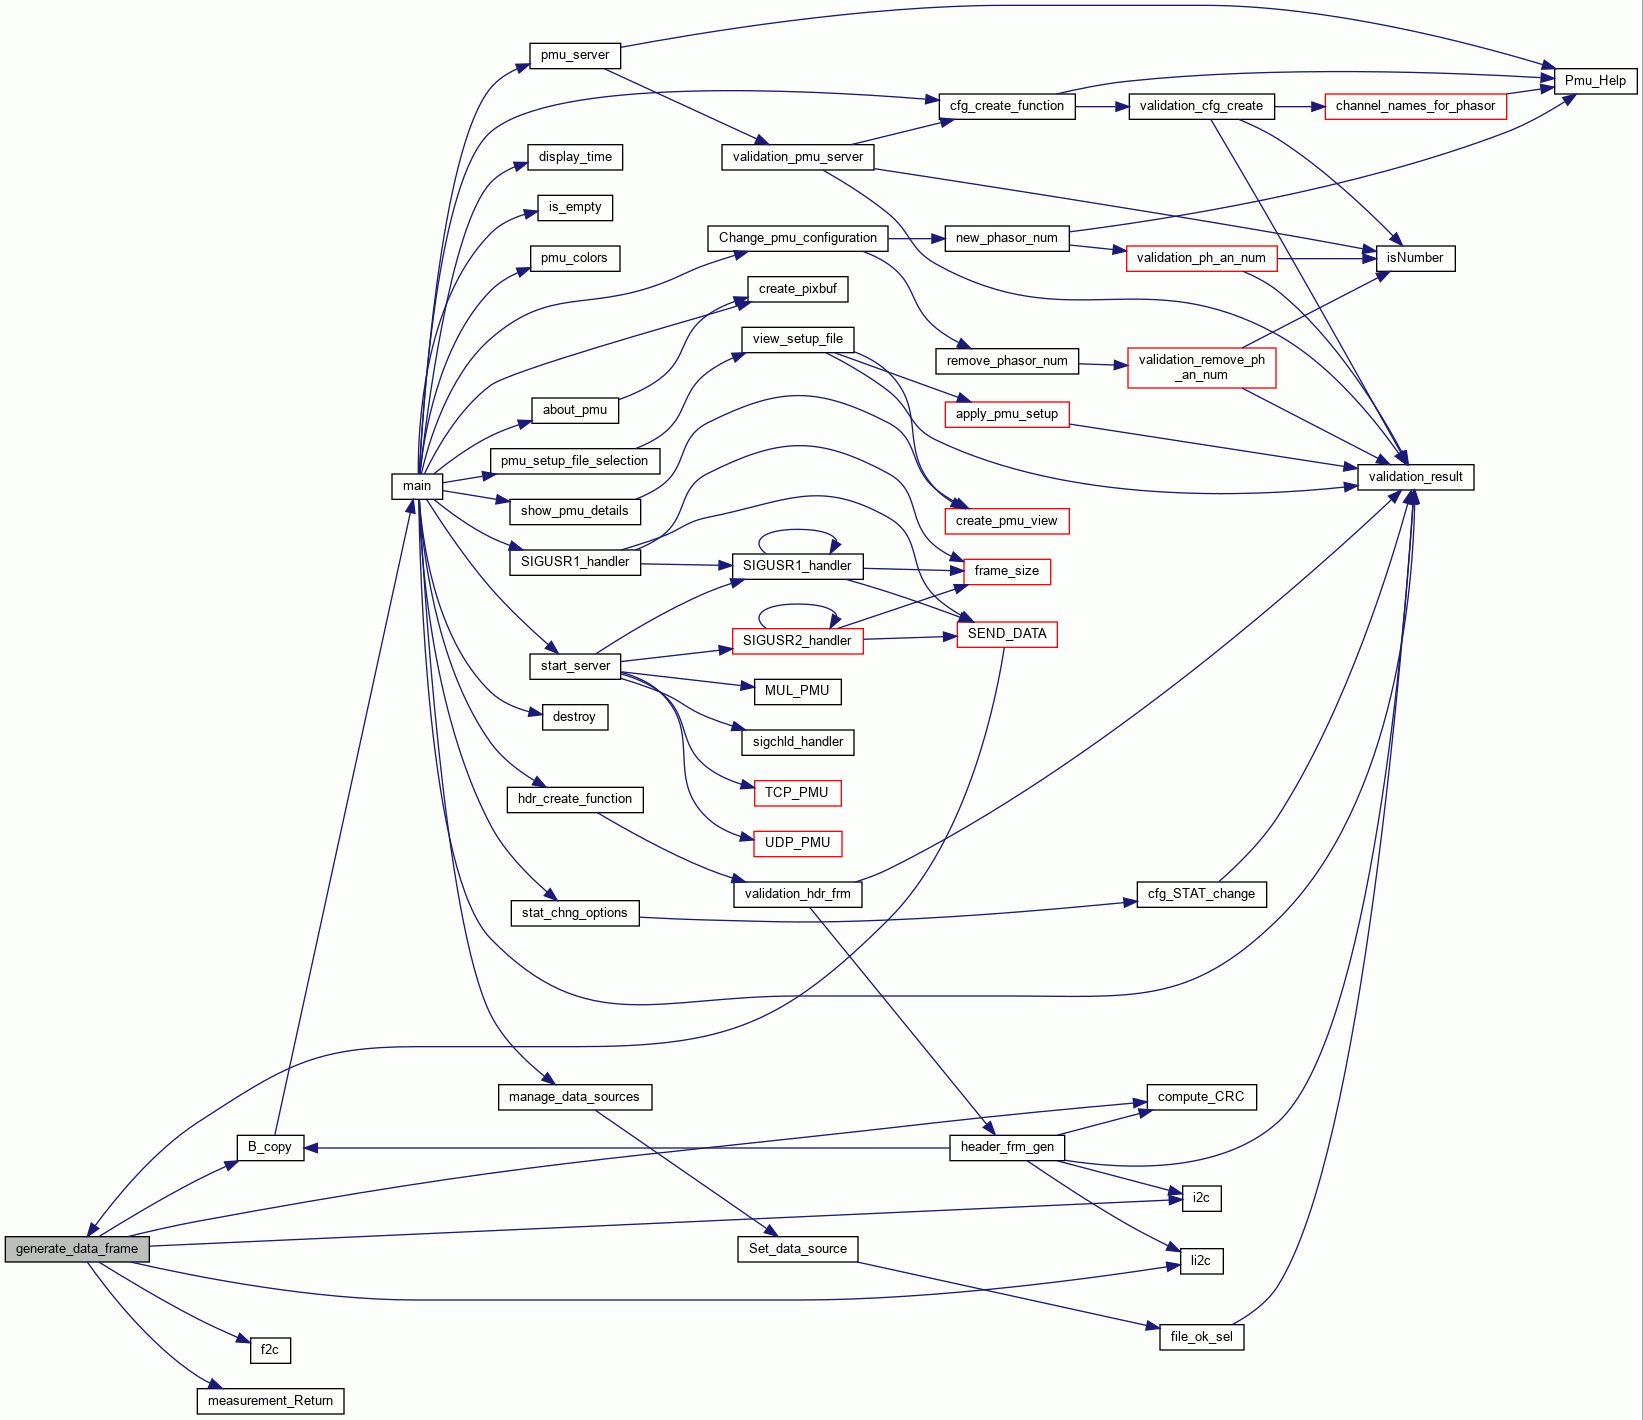 pmu_server
Pmu_Help
cfg_create_function
validation_cfg_create
channel_names_for_phasor
display_time
validation_pmu_server
is_empty
Change_pmu_configuration
new_phasor_num
pmu_colors
validation_ph_an_num
isNumber
create_pixbuf
view_setup_file
remove_phasor_num
validation_remove_ph
_an_num
about_pmu
apply_pmu_setup
pmu_setup_file_selection
main
validation_result
show_pmu_details
create_pmu_view
SIGUSR1_handler
SIGUSR1_handler
frame_size
SIGUSR2_handler
SEND_DATA
start_server
MUL_PMU
destroy
sigchld_handler
TCP_PMU
hdr_create_function
UDP_PMU
validation_hdr_frm
cfg_STAT_change
stat_chng_options
manage_data_sources
compute_CRC
B_copy
header_frm_gen
i2c
generate_data_frame
Set_data_source
li2c
file_ok_sel
f2c
measurement_Return